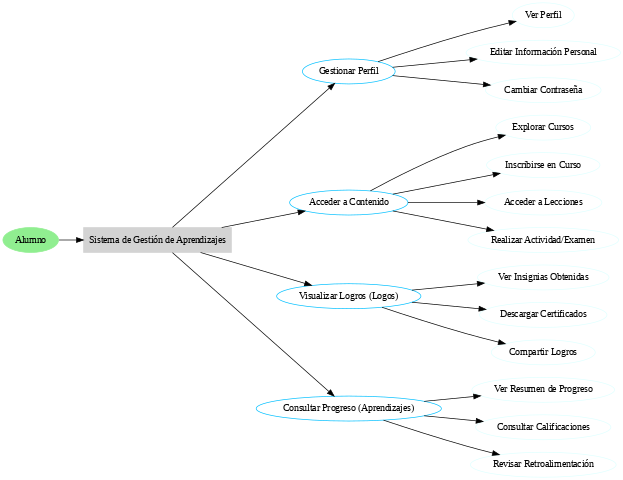 Alumno
Sistema de Gestión de Aprendizajes
Gestionar Perfil
Ver Perfil
Editar Información Personal
Cambiar Contraseña
Acceder a Contenido
Explorar Cursos
Inscribirse en Curso
Acceder a Lecciones
Realizar Actividad/Examen
Visualizar Logros (Logos)
Ver Insignias Obtenidas
Descargar Certificados
Compartir Logros
Consultar Progreso (Aprendizajes)
Ver Resumen de Progreso
Consultar Calificaciones
Revisar Retroalimentación